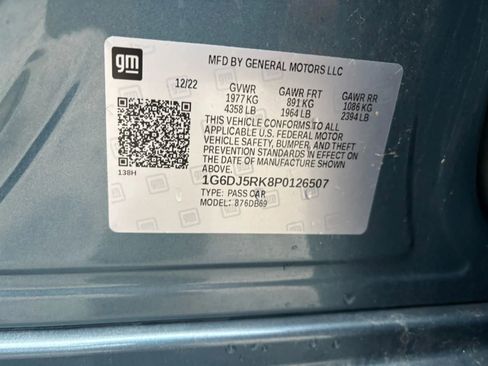 gm
MFD BY GENERAL MOTORS LLC
12/22 GVWR GAWR FRT GAWR RR
1977 KG 891 KG 1086 KG
4358 LB 1964 LB 2394 LB
THIS VEHICLE CONFORMS TO ALL
APPLICABLE U.S. FEDERAL MOTOR
VEHICLE SAFETY, BUMPER, AND THEFT
PREVENTION STANDARDS IN EFFECT ON
THE DATE OF MANUFACTURE SHOWN
ABOVE.
138H
1G6DJ5RK8P0126507
TYPE: PASS CAR
MODEL: 876DB69